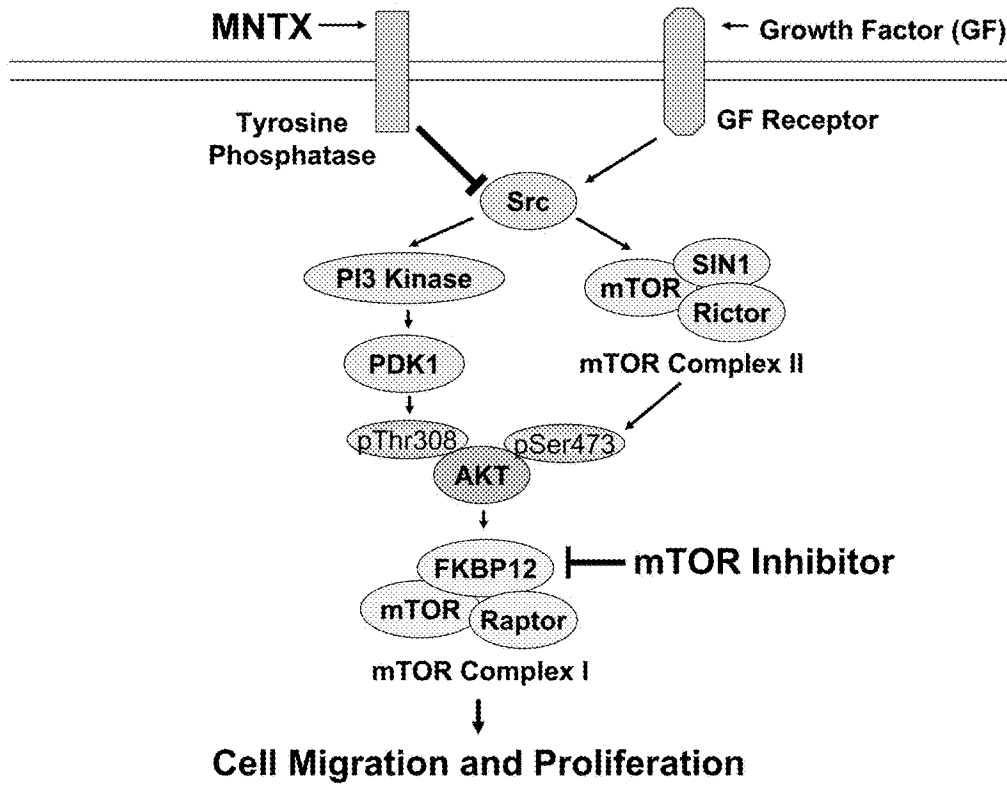 MNTX
Growth Factor (GF)
Tyrosine
Phosphatase
GF Receptor
Src
PI3 Kinase
SIN1
mTOR
Rictor
PDK1
mTOR Complex II
pThr308
pSer473
AKT
FKBP12
mTOR Inhibitor
mTOR
Raptor
mTOR Complex I
Cell Migration and Proliferation